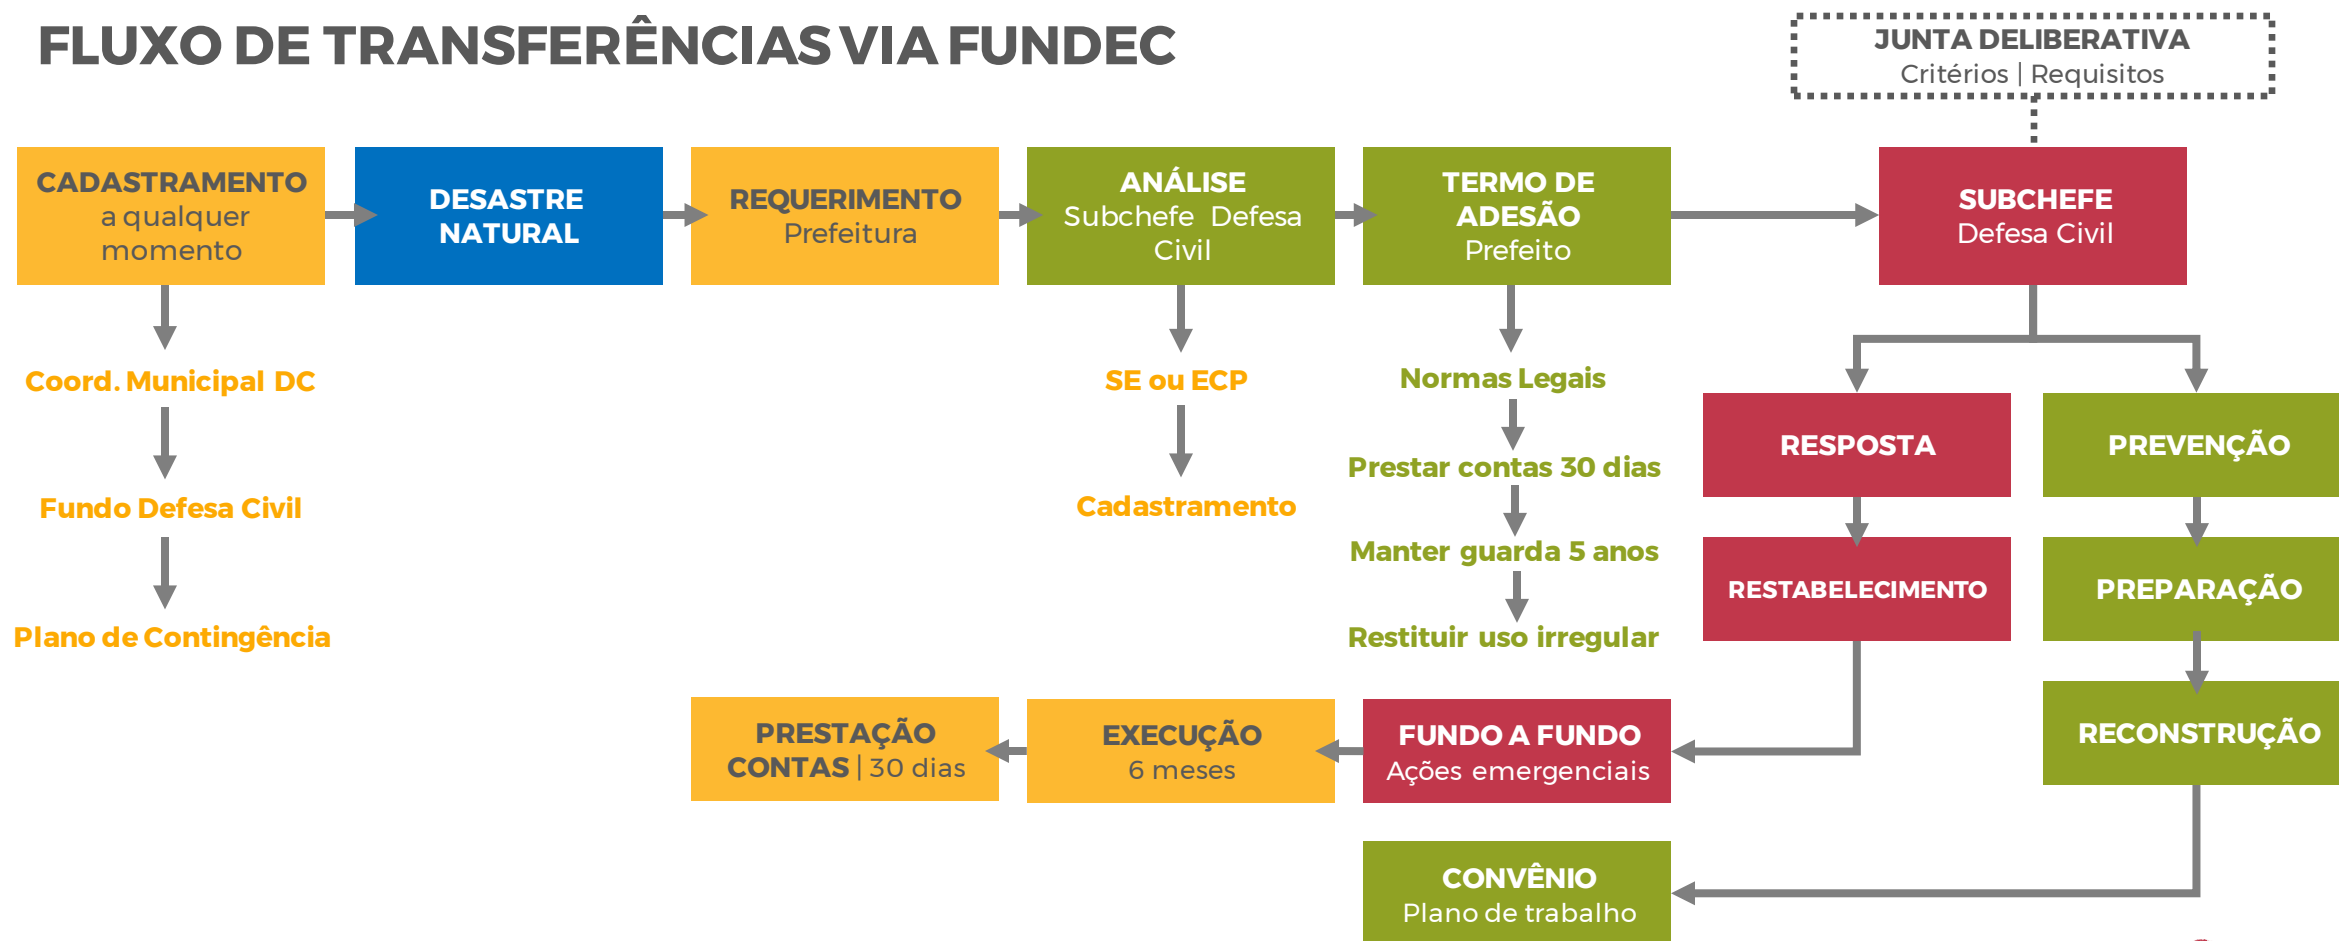 FLUXO DE TRANSFERÊNCIAS VIA FUNDEC
JUNTA DELIBERATIVA
Critérios | Requisitos
CADASTRAMENTO
a qualquer
momento
DESASTRE
NATURAL
REQUERIMENTO
Prefeitura
ANÁLISE
Subchefe Defesa
Civil
TERMO DE
ADESÃO
Prefeito
SUBCHEFE
Defesa Civil
Coord. Municipal DC
Fundo Defesa Civil
Plano de Contingência
SE ou ECP
Cadastramento
Normas Legais
Prestar contas 30 dias
Manter guarda 5 anos
Restituir uso irregular
RESPOSTA
RESTABELECIMENTO
PREVENÇÃO
PREPARAÇÃO
RECONSTRUÇÃO
PRESTAÇÃO
CONTAS | 30 dias
EXECUÇÃO
6 meses
FUNDO A FUNDO
Ações emergenciais
CONVÊNIO
Plano de trabalho